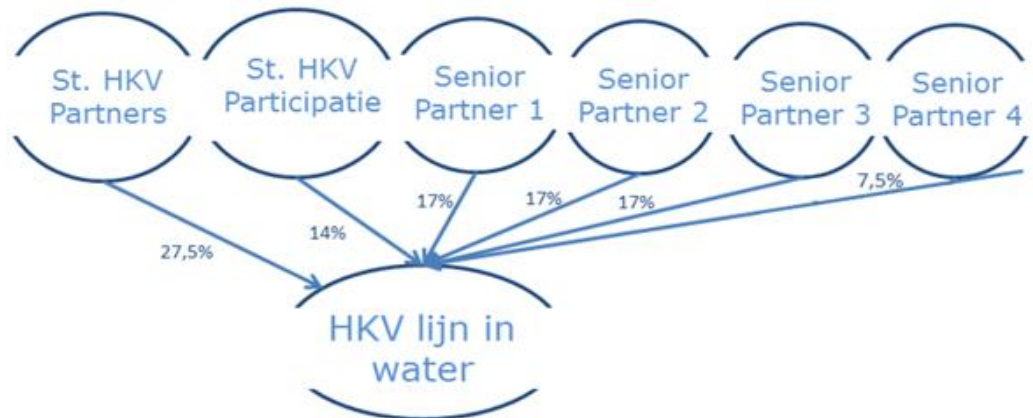 St. HKV
Partners
St. HKV
Participatie
Senior
Partner 1
Senior
Partner 2
Senior
Partner 3
Senior
Partner 4
27,5%
14%
17%
17%
17%
7,5%
HKV lijn in
water